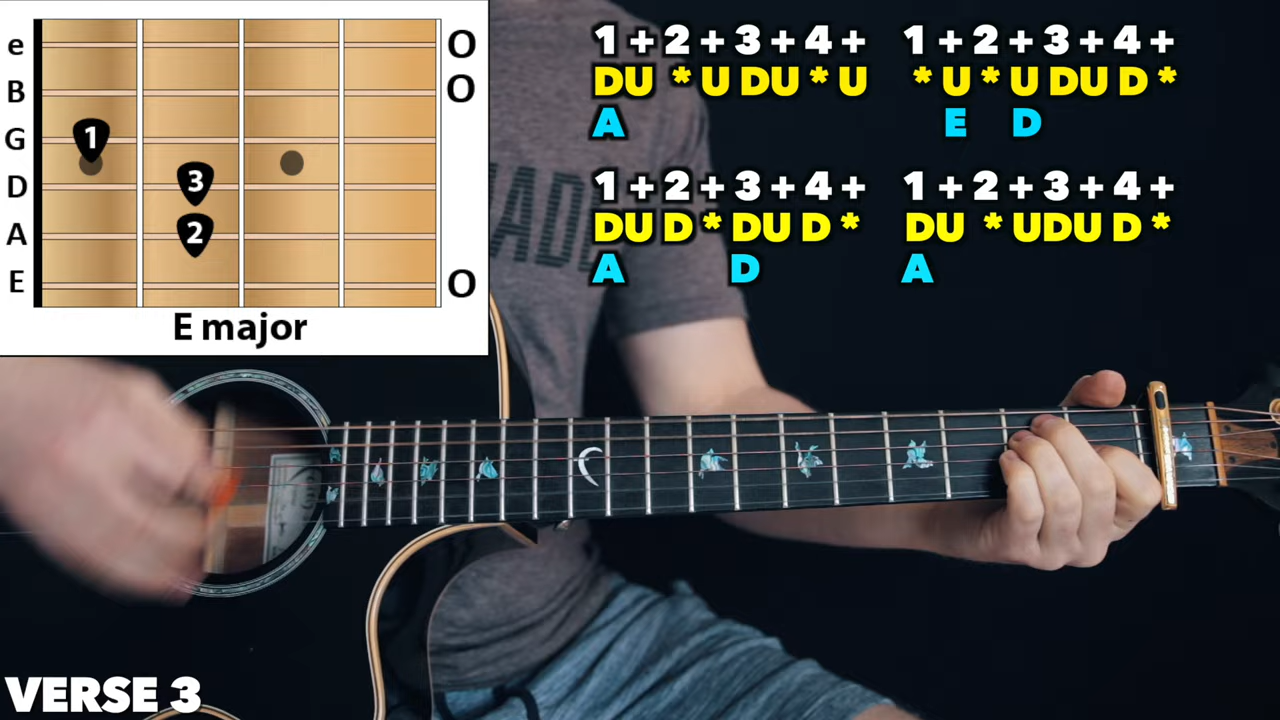 e O
B O
G 1
D 3
A 2
E O
E major
1 + 2 + 3 + 4 +
DU * U DU * U
A
1 + 2 + 3 + 4 +
* U * U DU D *
E D
1 + 2 + 3 + 4 +
DU D * DU D *
A D
1 + 2 + 3 + 4 +
DU * UDU D *
A
VERSE 3